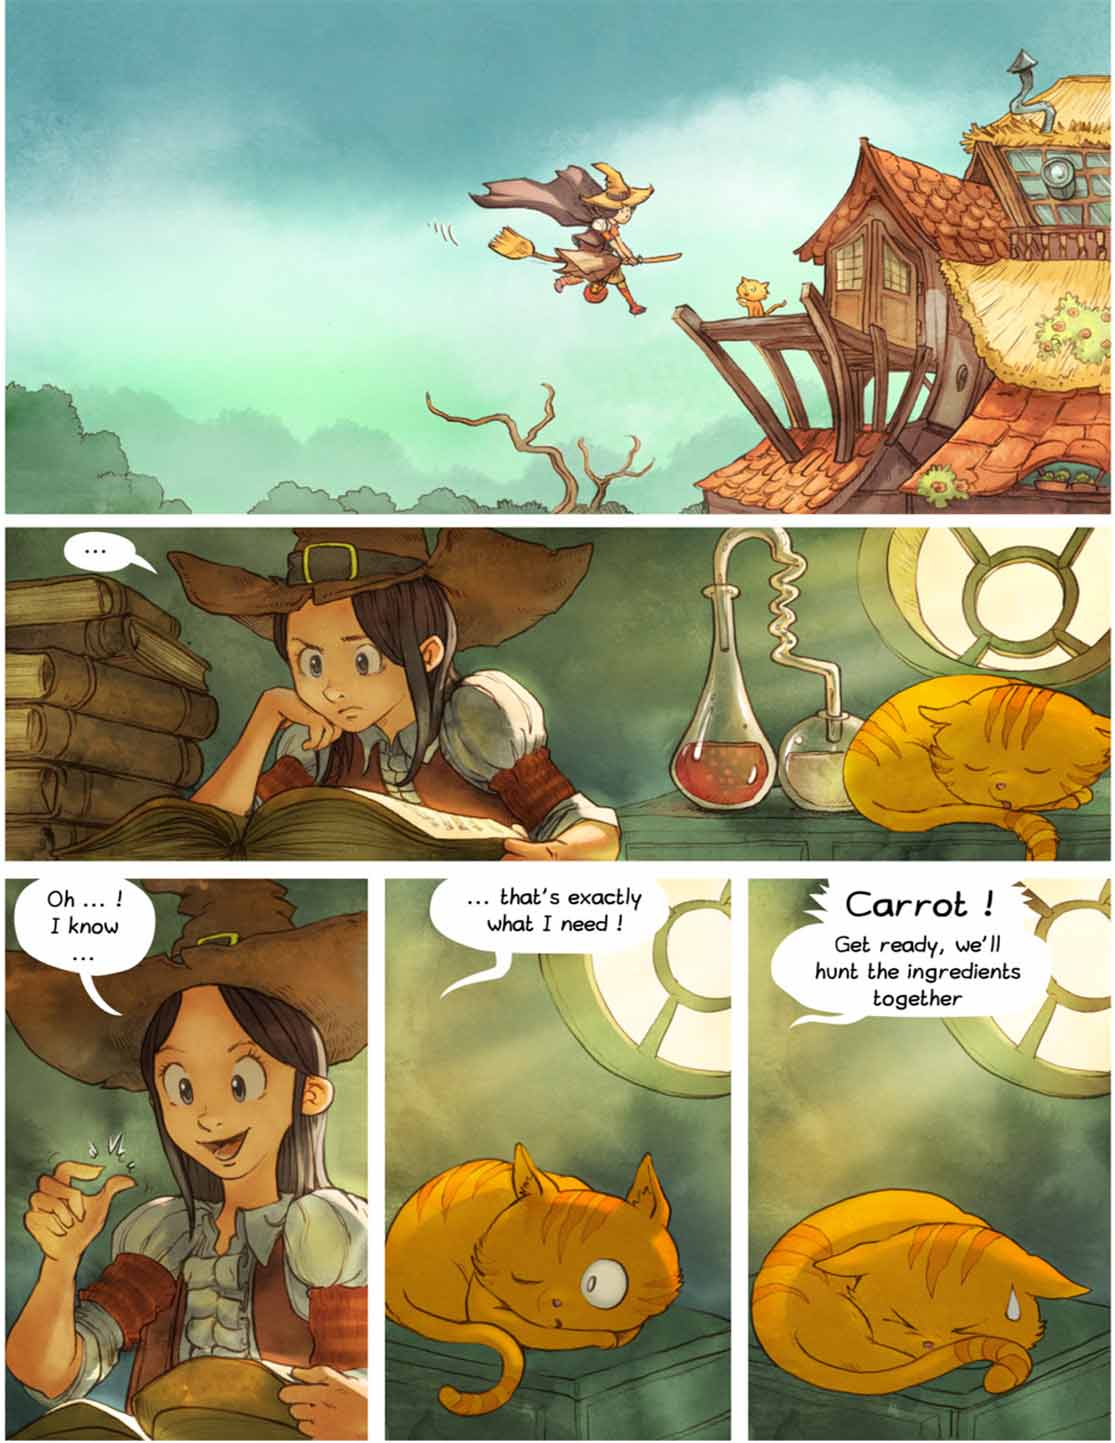 ...
Oh ... !
I know
...
... that's exactly
what I need !
Carrot !
Get ready, we'll
hunt the ingredients
together